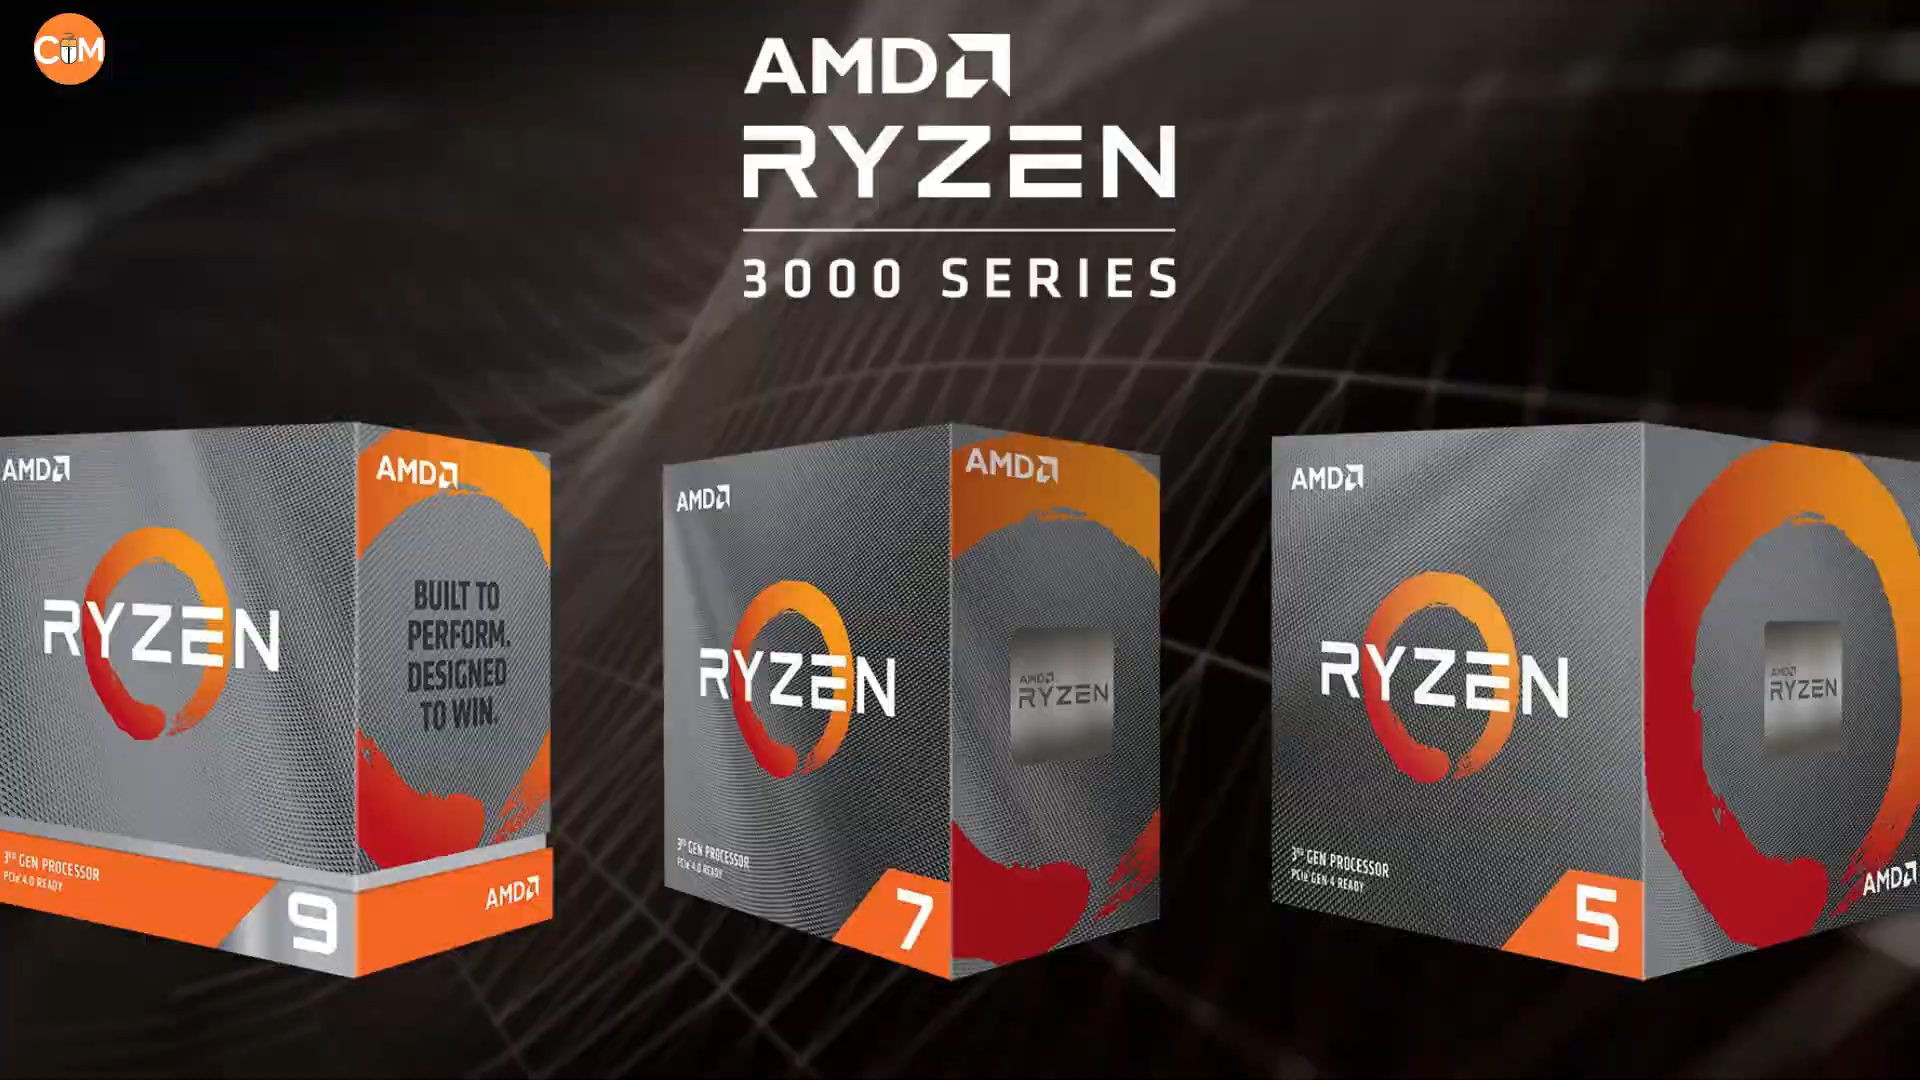 CM
AMD
RYZEN
3000 SERIES
AMD
RYZEN
3RD GEN PROCESSOR
PCIe 4.0 READY
9
AMD
BUILT TO
PERFORM.
DESIGNED
TO WIN.
AMD
AMD
RYZEN
3RD GEN PROCESSOR
PCIe 4.0 READY
7
AMD
AMD
RYZEN
AMD
RYZEN
3RD GEN PROCESSOR
PCIe GEN 4 READY
5
AMD
RYZEN
AMD